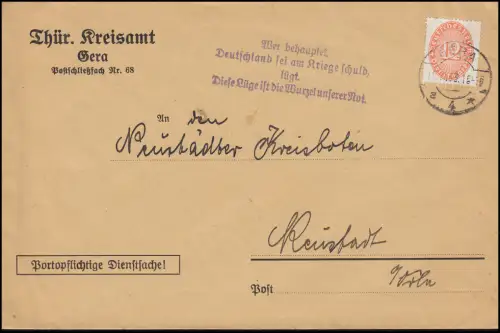 Thür. Kreisamt
Gera
Postschließfach Nr. 68
Wer behauptet,
Deutschland sei am Kriege schuld,
lügt.
Diese Lüge ist die Wurzel unserer Not.
An den
Neustädter Kreisboten
Neustadt
Orla
Portopflichtige Dienstsache!
Post